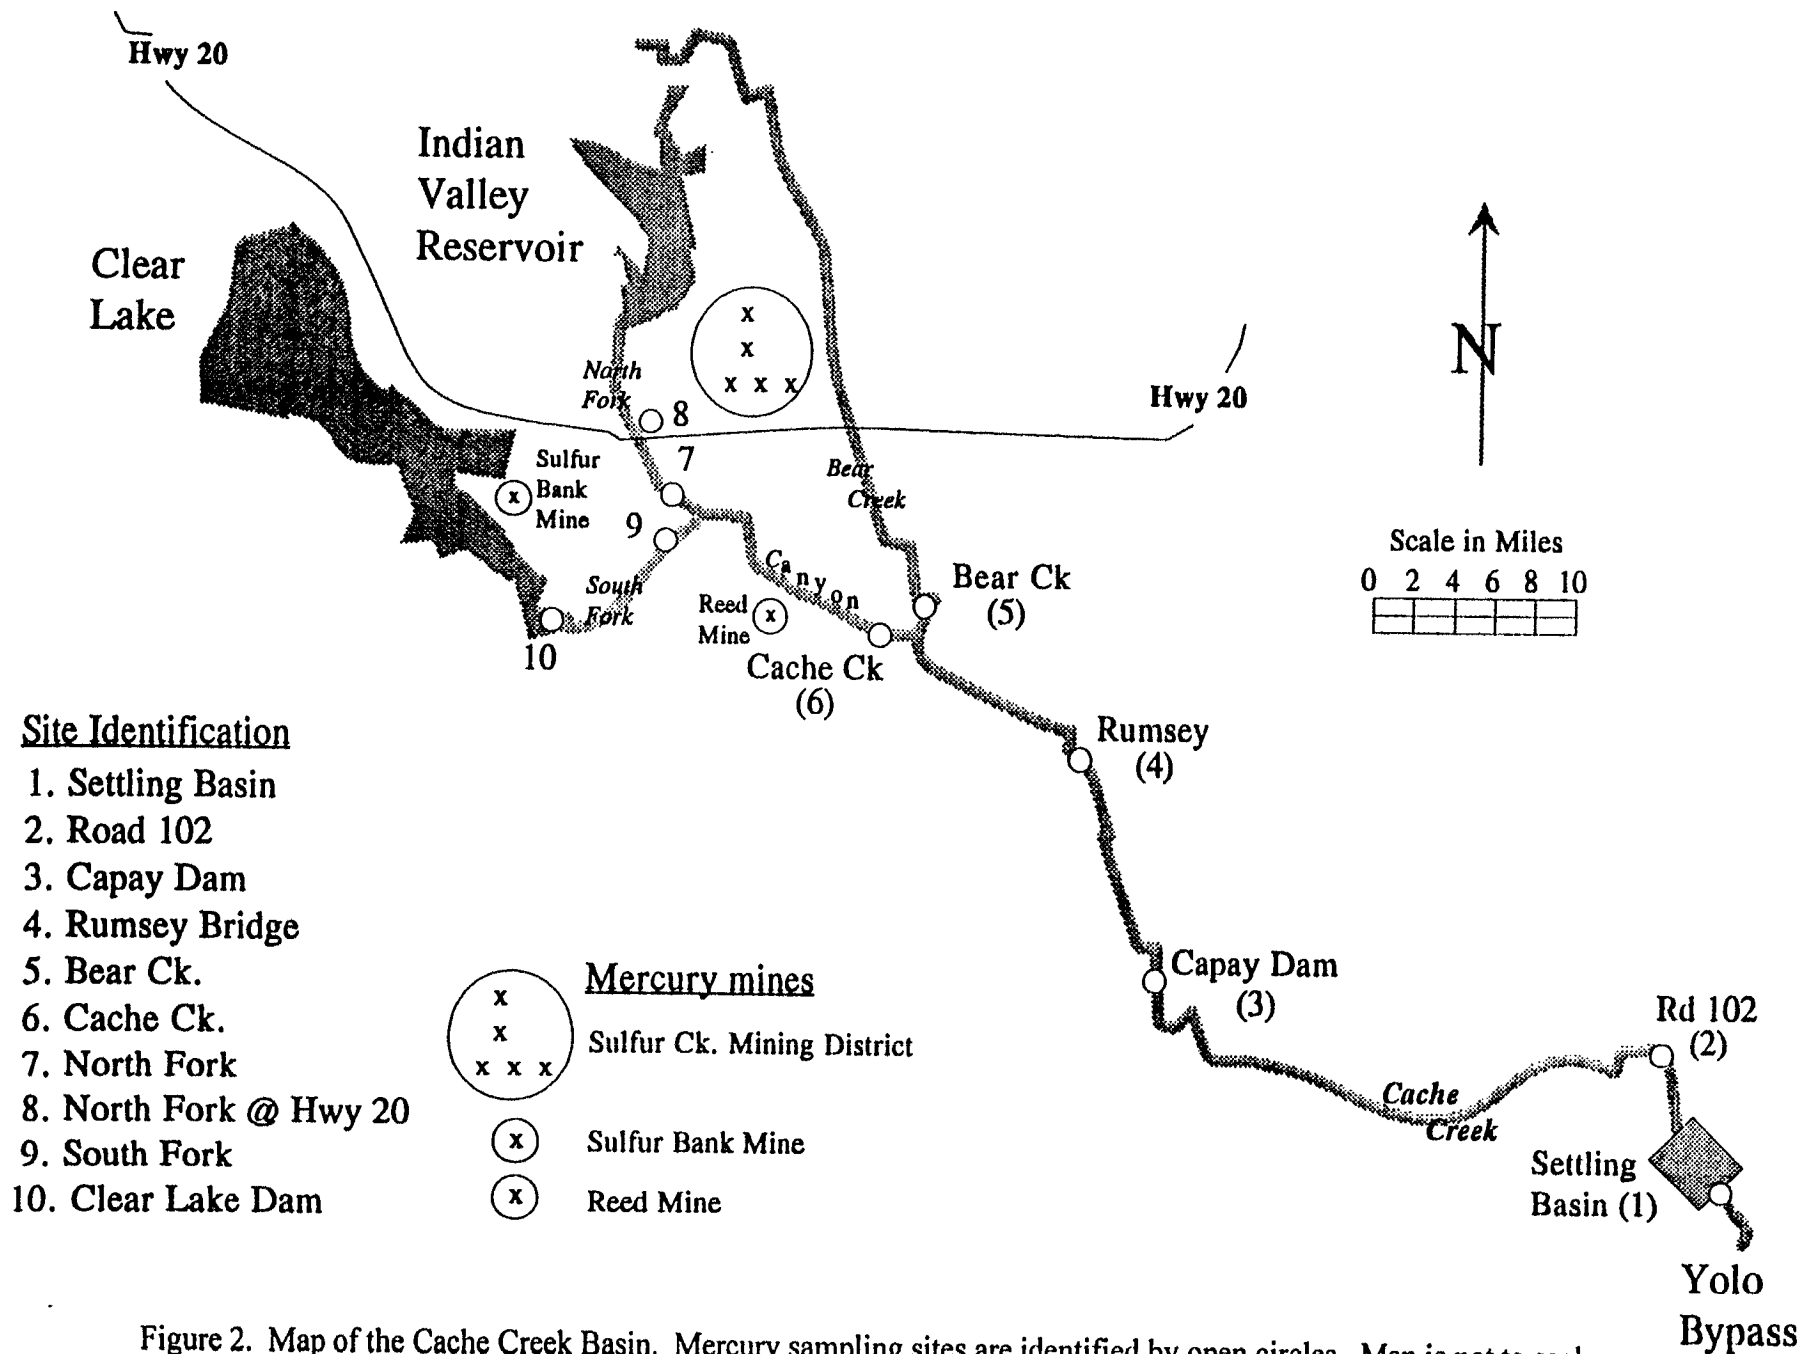 Hwy 20
Indian
Valley
Reservoir
Clear
Lake
N
x
x
x x x
North
Fork
8
Hwy 20
7
Sulfur
Bank
Mine
x
Bear
Creek
9
Scale in Miles
0 2 4 6 8 10
Canyon
Bear Ck
(5)
South
Fork
Reed
Mine
x
10
Cache Ck
(6)
Rumsey
(4)
Site Identification
1. Settling Basin
2. Road 102
3. Capay Dam
4. Rumsey Bridge
5. Bear Ck.
6. Cache Ck.
7. North Fork
8. North Fork @ Hwy 20
9. South Fork
10. Clear Lake Dam
Mercury mines
x
x
x x x
Sulfur Ck. Mining District
x
Sulfur Bank Mine
x
Reed Mine
Capay Dam
(3)
Rd 102
(2)
Cache
Creek
Settling
Basin (1)
Yolo
Bypass
Figure 2. Map of the Cache Creek Basin. Mercury sampling sites are identified by open circles. Map is not to